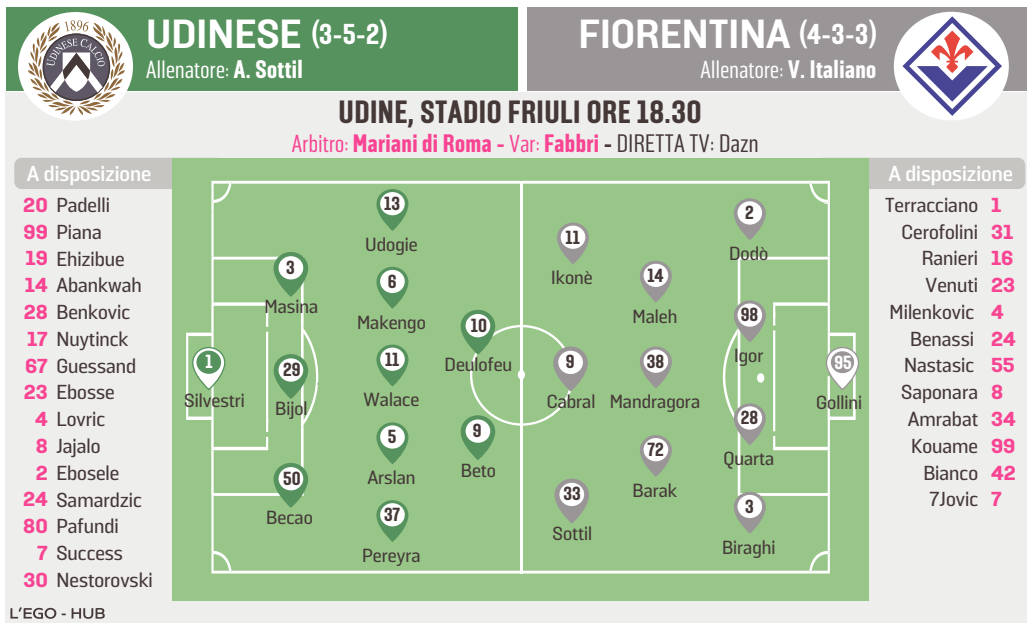 1896
UDINESE CALCIO
UDINESE (3-5-2)
Allenatore: A. Sottil
FIORENTINA (4-3-3)
Allenatore: V. Italiano
UDINE, STADIO FRIULI ORE 18.30
Arbitro: Mariani di Roma - Var: Fabbri - DIRETTA TV: Dazn
A disposizione
20 Padelli
99 Piana
19 Ehizibue
14 Abankwah
28 Benkovic
17 Nuytinck
67 Guessand
23 Ebosse
4 Lovric
8 Jajalo
2 Ebosele
24 Samardzic
80 Pafundi
7 Success
30 Nestorovski
1
Silvestri
3
Masina
29
Bijol
50
Becao
13
Udogie
6
Makengo
11
Walace
5
Arslan
37
Pereyra
10
Deulofeu
9
Beto
11
Ikonè
9
Cabral
33
Sottil
14
Maleh
38
Mandragora
72
Barak
2
Dodò
98
Igor
28
Quarta
3
Biraghi
95
Gollini
A disposizione
Terracciano 1
Cerofolini 31
Ranieri 16
Venuti 23
Milenkovic 4
Benassi 24
Nastasic 55
Saponara 8
Amrabat 34
Kouame 99
Bianco 42
7Jovic 7
L'EGO - HUB